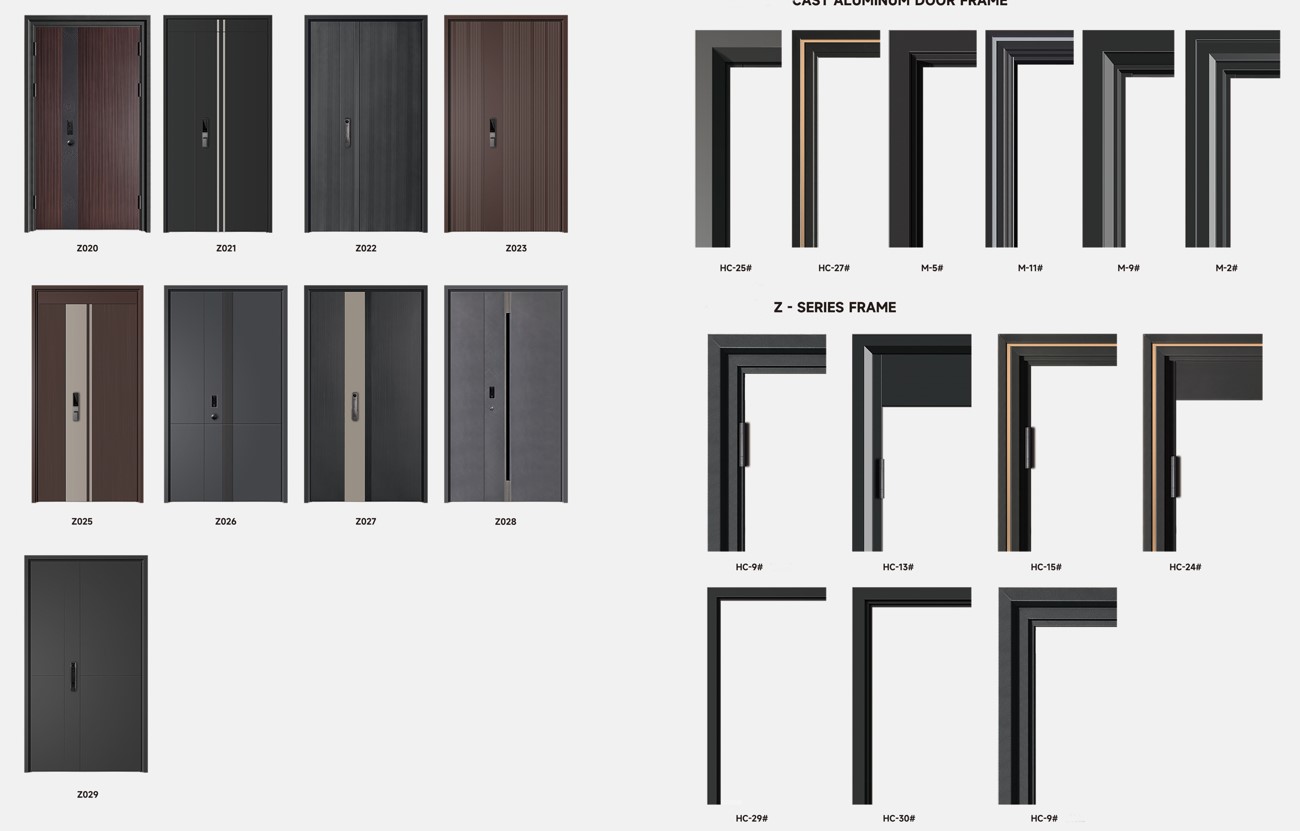 Z020
Z021
Z022
Z023
Z025
Z026
Z027
Z028
Z029
CAST ALUMINUM DOOR FRAME
HC-25#
HC-27#
M-5#
M-11#
M-9#
M-2#
Z - SERIES FRAME
HC-9#
HC-13#
HC-15#
HC-24#
HC-29#
HC-30#
HC-9#